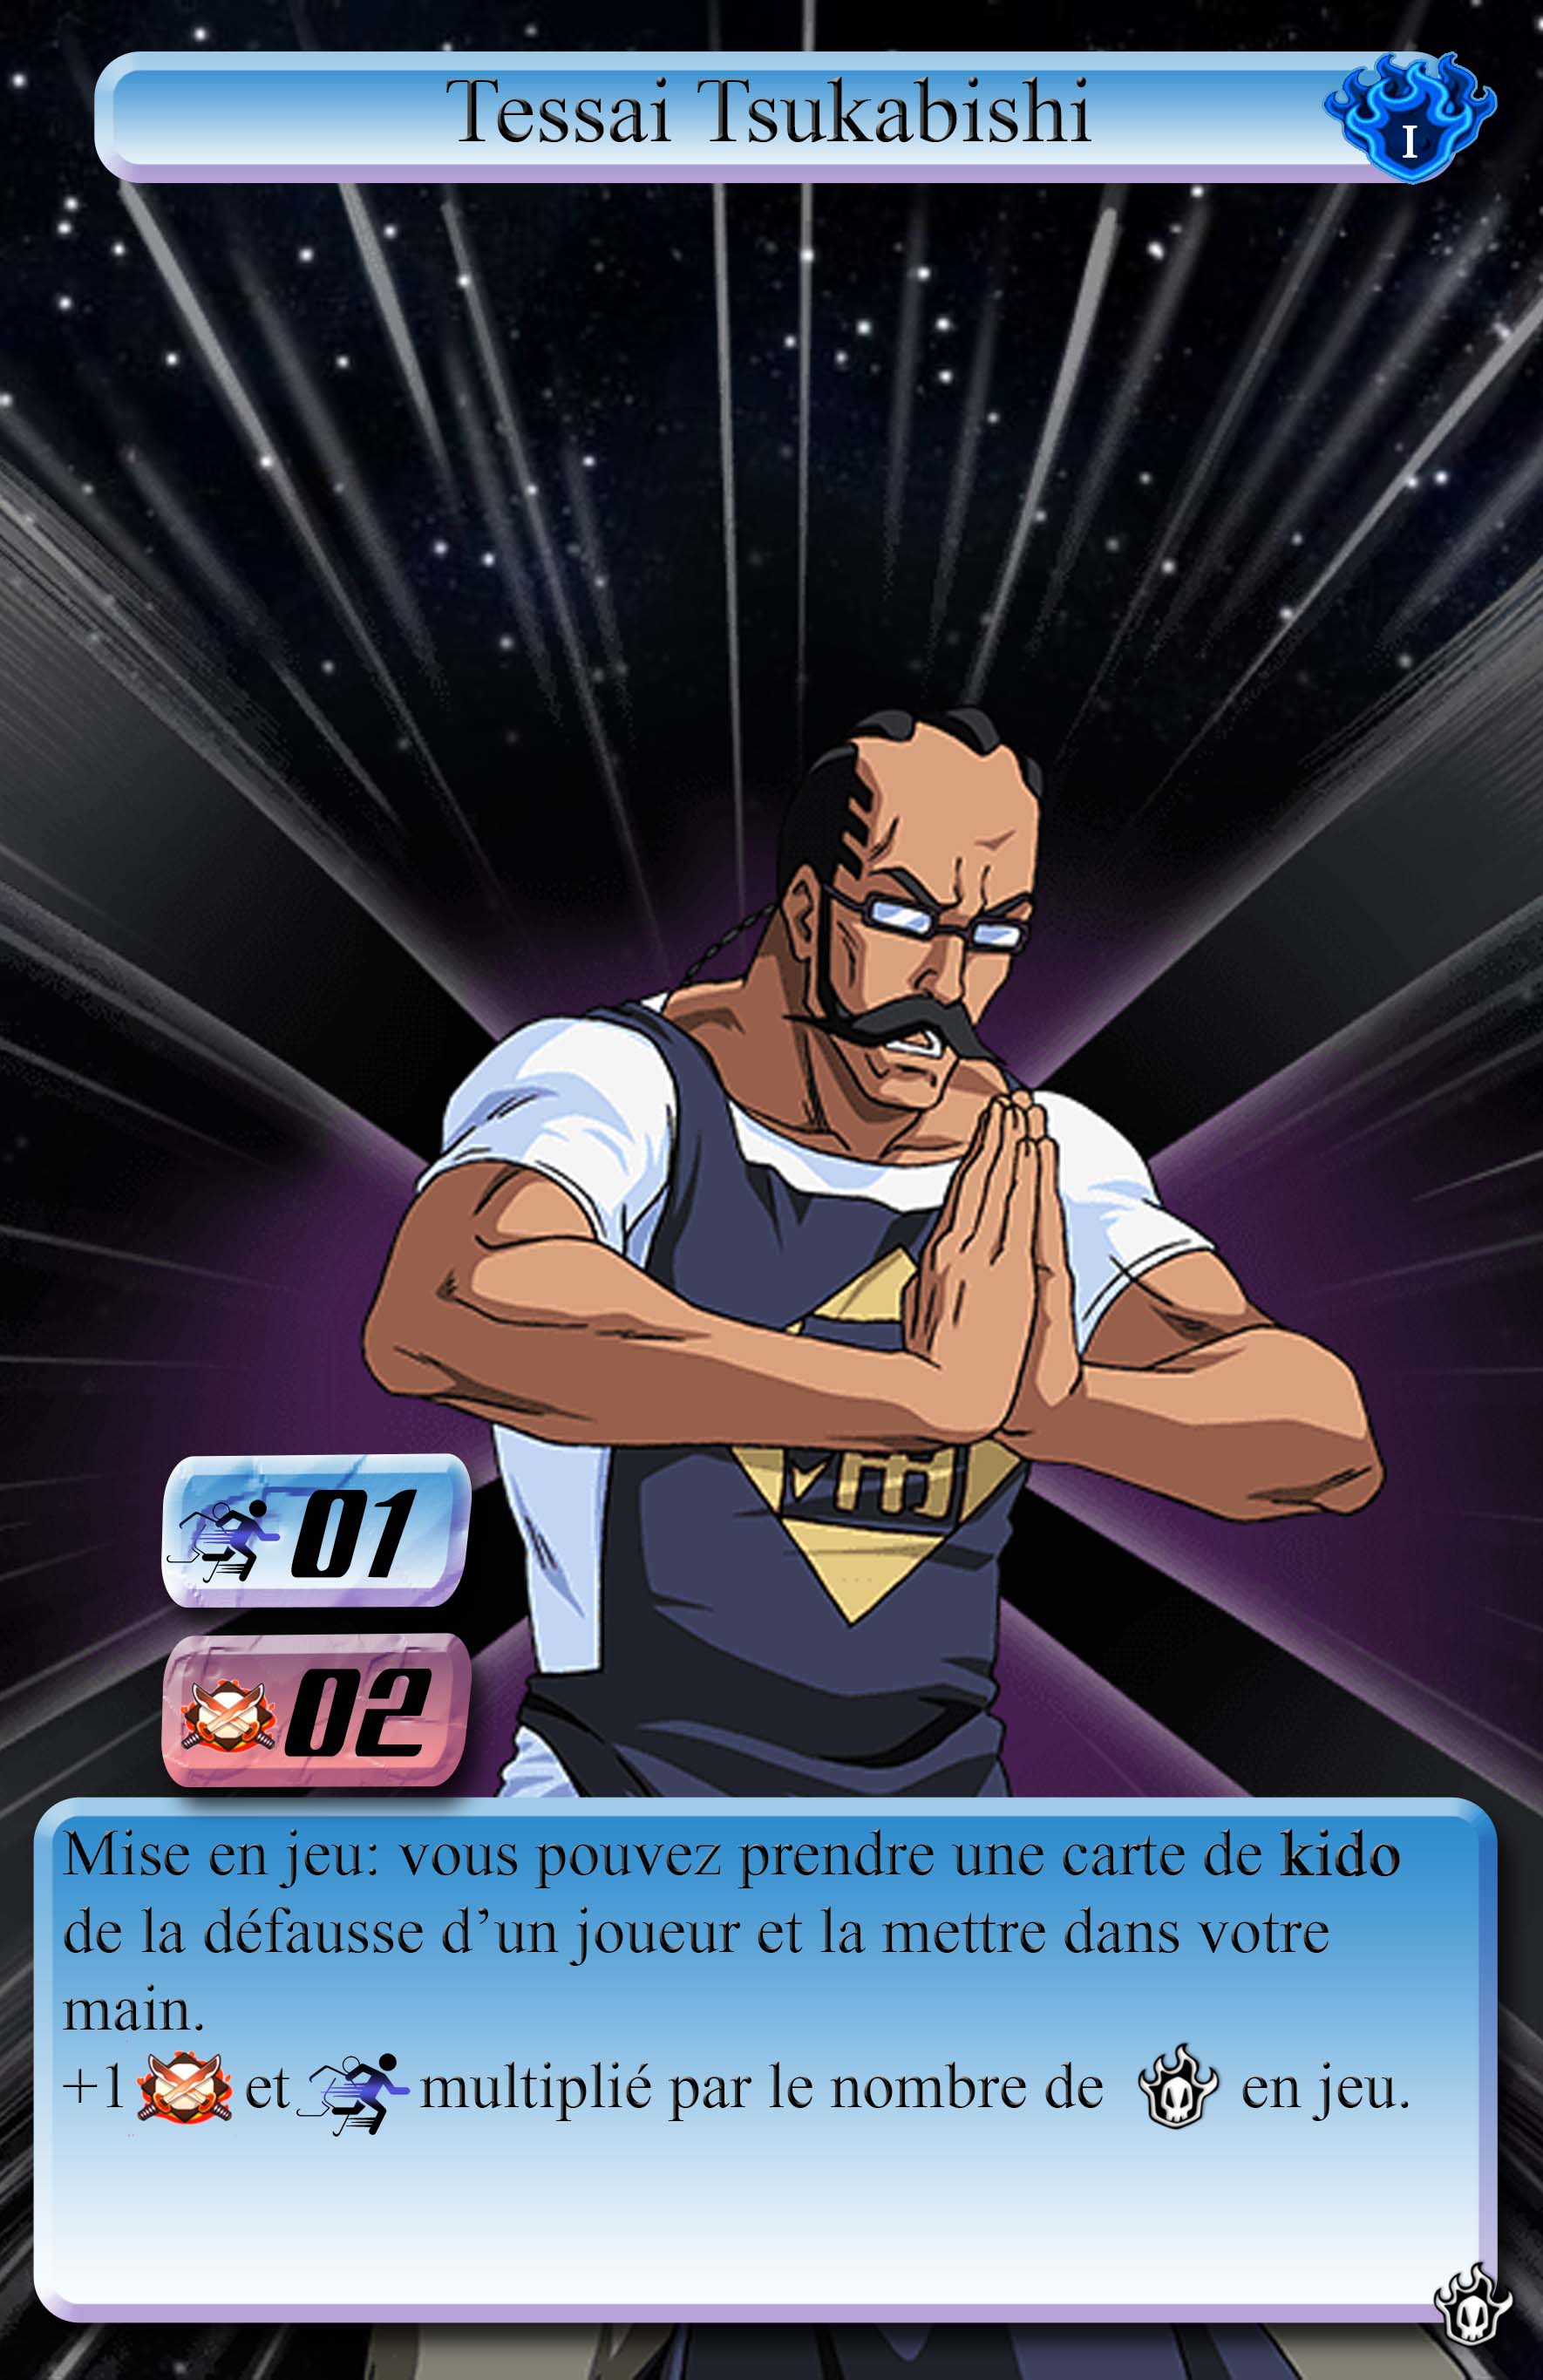 Tessai Tsukabishi
I
01
02
Mise en jeu: vous pouvez prendre une carte de kido
de la défausse d’un joueur et la mettre dans votre
main.
+1 et multiplié par le nombre de en jeu.